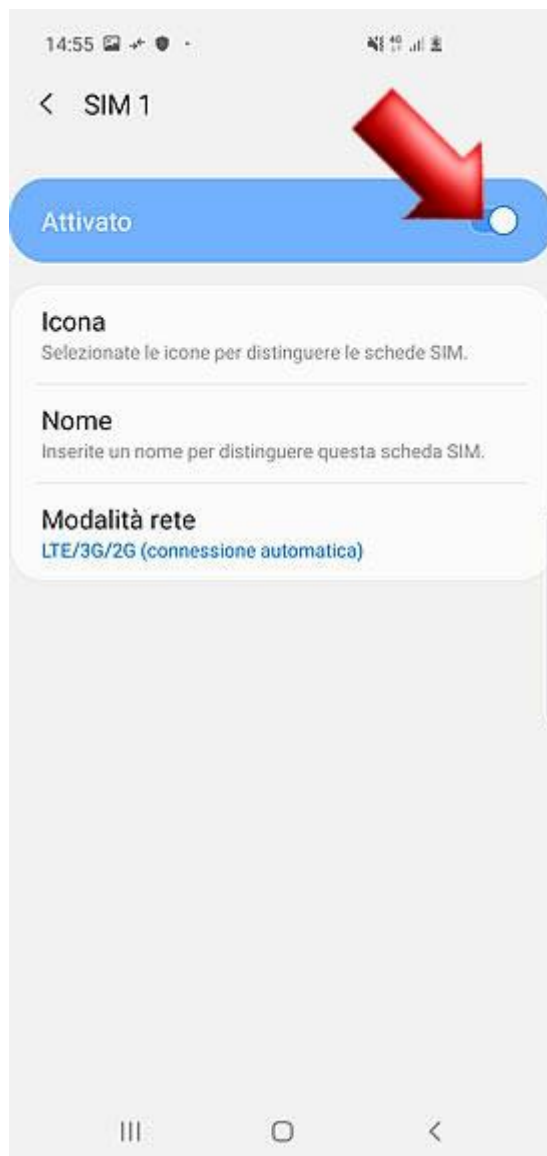 14:55
SIM 1
Attivato
Icona
Selezionate le icone per distinguere le schede SIM.
Nome
Inserite un nome per distinguere questa scheda SIM.
Modalità rete
LTE/3G/2G (connessione automatica)